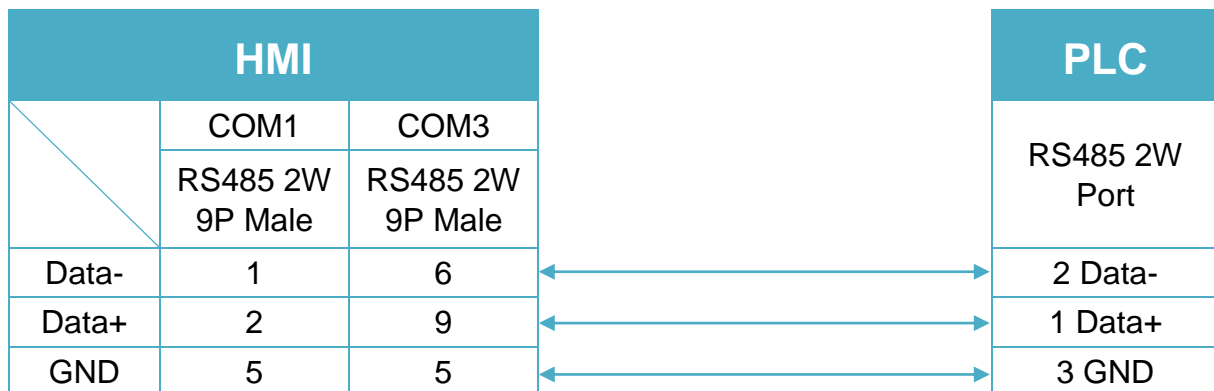 HMI PLC
COM1 COM3
RS485 2W
9P Male
RS485 2W
9P Male
RS485 2W
Port
Data- 1 6 2 Data-
Data+ 2 9 1 Data+
GND 5 5 3 GND